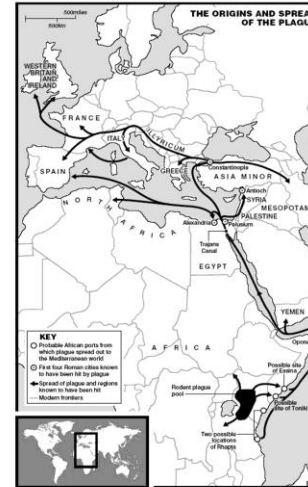 THE ORIGINS AND SPREA
OF THE PLAGU
500miles
800km
WESTERN
BRITAIN
AND
IRELAND
FRANCE
ITALY
ILLYRICUM
SPAIN
GREECE
Constantinople
ASIA MINOR
Antioch
SYRIA
MESOPOTAM
PALESTINE
Alexandria
Pelusium
NORTH AFRICA
Trajans
Canal
EGYPT
YEMEN
Opone
AFRICA
Possible site
of Essina
Rodent plague
pool
Possible
site of Toniki
Two possible
locations
of Rhapta
KEY
Probable African ports from
which plague spread out to
the Mediterranean world
First four Roman cities known
to have been hit by plague
Spread of plague and regions
known to have been hit
Modern frontiers